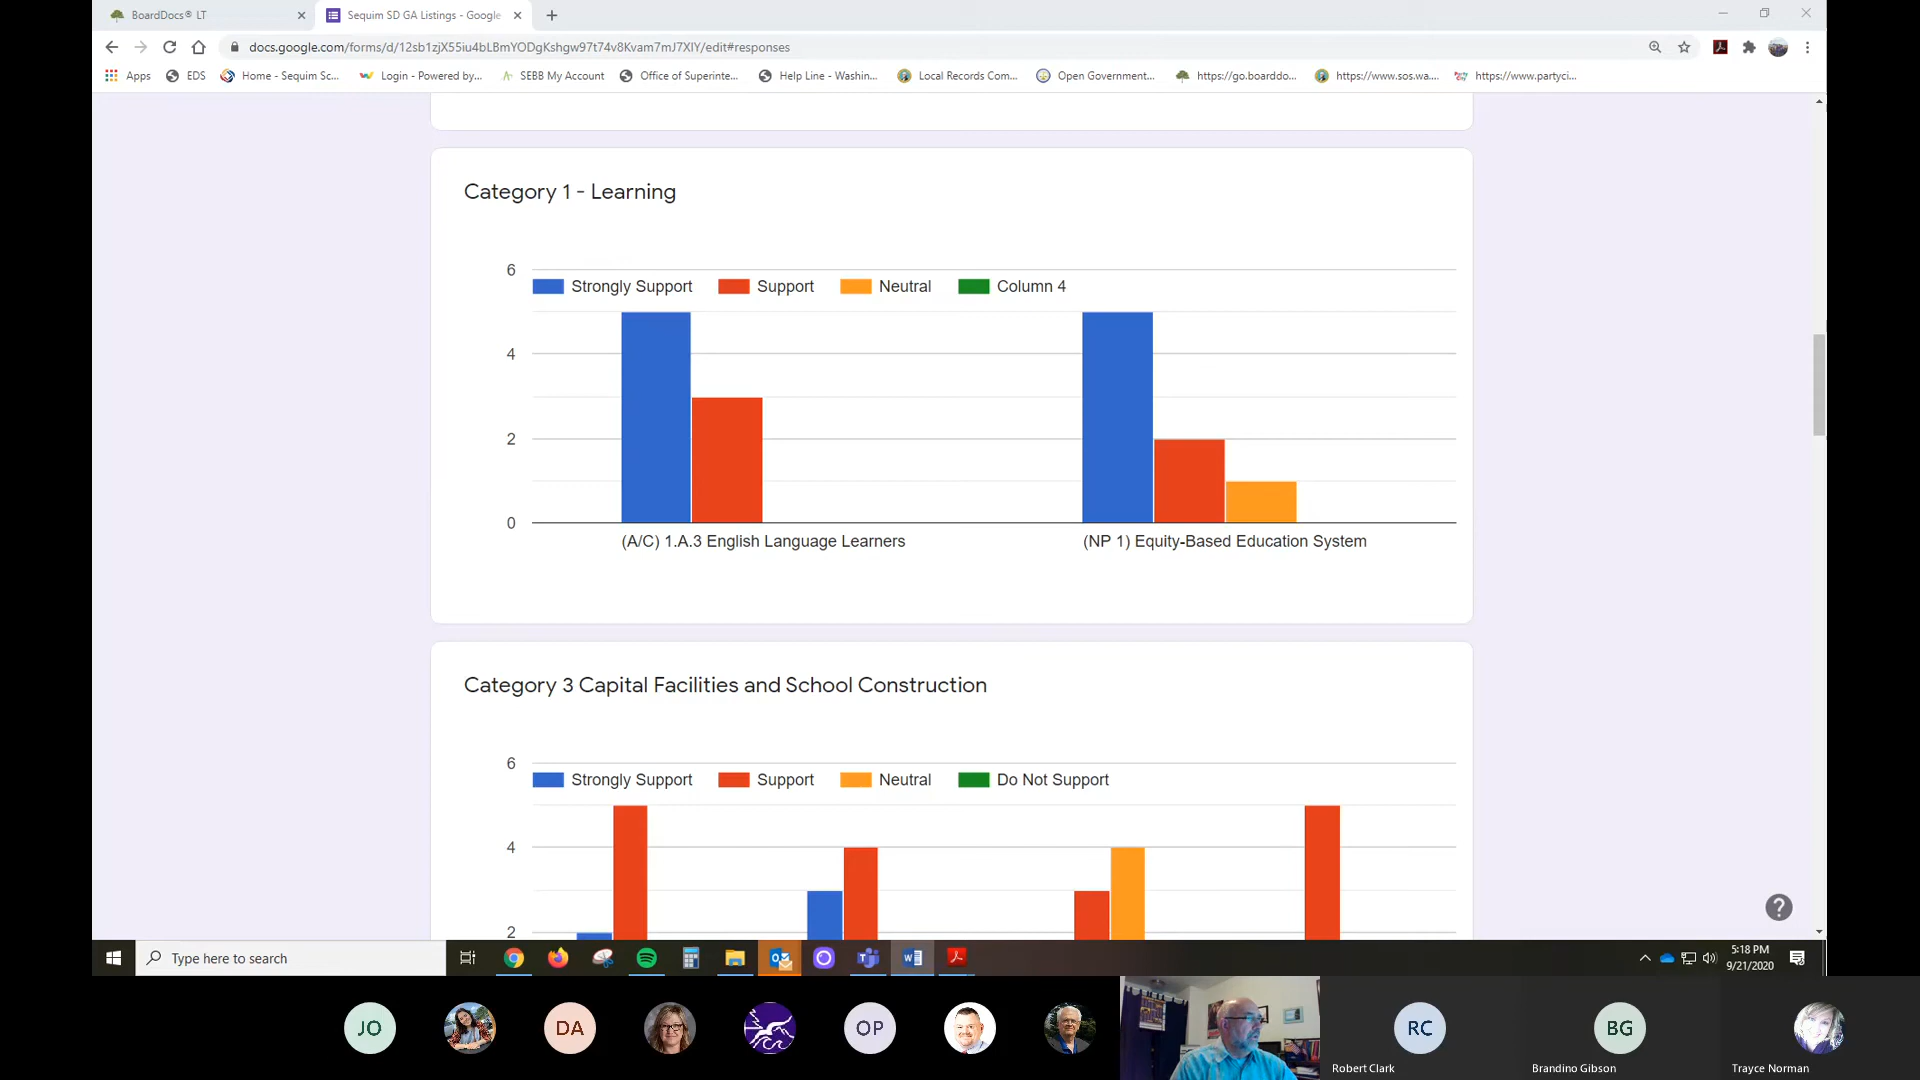 BoardDocs® LT
Sequim SD GA Listings - Google
docs.google.com/forms/d/12sb1zjX55iu4bLBmYODgKshgw97t74v8Kvam7mJ7XIY/edit#responses
Apps EDS Home - Sequim Sc... Login - Powered by... SEBB My Account Office of Superinte... Help Line - Washin... Local Records Com... Open Government... https://go.boarddo... https://www.sos.wa.... https://www.partyci...
Category 1 - Learning
6
Strongly Support Support Neutral Column 4
4
2
0
(A/C) 1.A.3 English Language Learners (NP 1) Equity-Based Education System
Category 3 Capital Facilities and School Construction
6
Strongly Support Support Neutral Do Not Support
4
2
?
Type here to search
5:18 PM
9/21/2020
JO DA OP RC BG
Robert Clark Brandino Gibson Trayce Norman